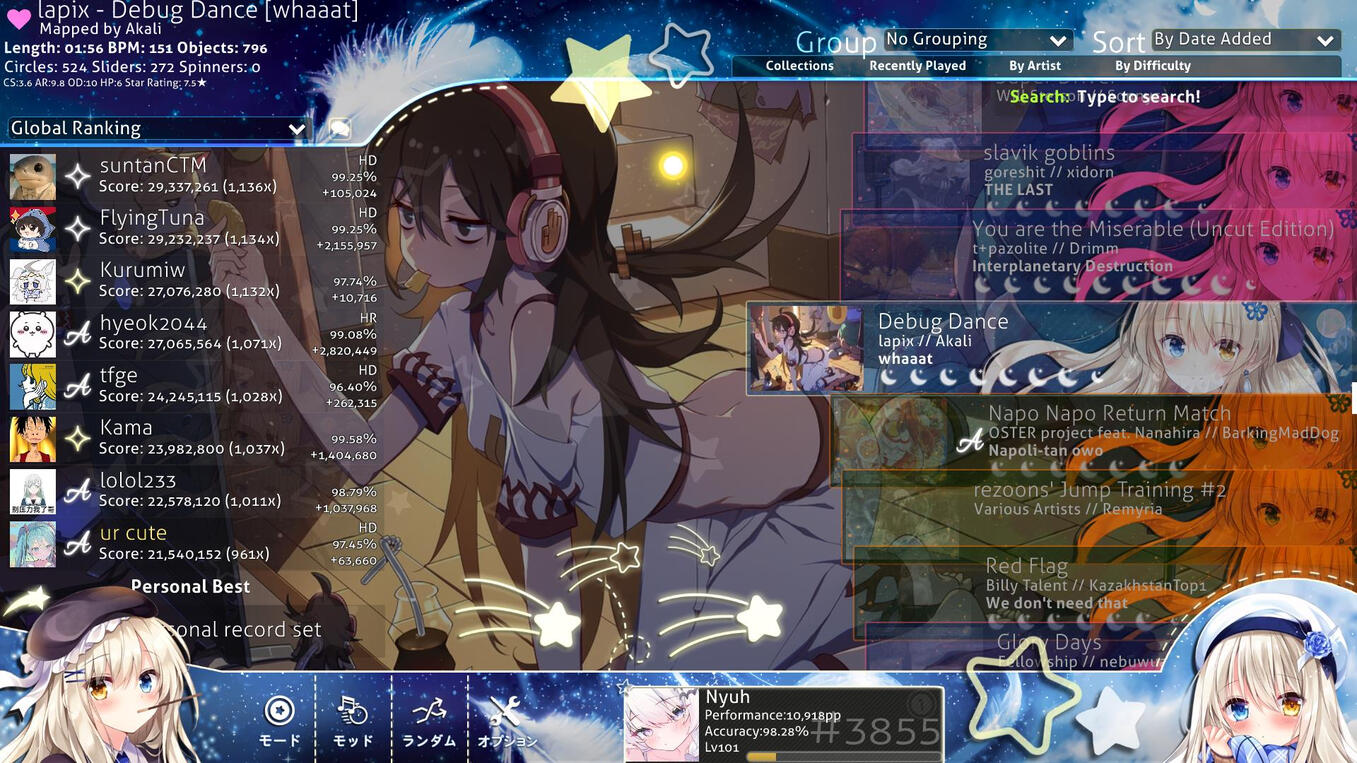 lapix - Debug Dance [whaaat]
Mapped by Akali
Length: 01:56 BPM: 151 Objects: 796
Circles: 524 Sliders: 272 Spinners: 0
CS:3.6 AR:9.8 OD:10 HP:6 Star Rating: 7.5★
Group No Grouping
Sort By Date Added
Collections Recently Played By Artist By Difficulty
Search: Type to search!
Global Ranking
suntanCTM
Score: 29,337,261 (1,136x)
HD
99.25%
+105,024
FlyingTuna
Score: 29,232,237 (1,134x)
HD
99.25%
+2,155,957
Kurumiw
Score: 27,076,280 (1,132x)
97.74%
+10,716
A
hyeok2044
Score: 27,065,564 (1,071x)
HR
99.08%
+2,820,449
A
tfge
Score: 24,245,115 (1,028x)
HD
96.40%
+262,315
Kama
Score: 23,982,800 (1,037x)
99.58%
+1,404,680
A
lolol233
Score: 22,578,120 (1,011x)
98.79%
+1,037,968
A
ur cute
Score: 21,540,152 (961x)
HD
97.45%
+63,660
Personal Best
sonal record set
slavik goblins
goreshit // xidorn
THE LAST
You are the Miserable (Uncut Edition)
t+pazolite // Drimm
Interplanetary Destruction
Debug Dance
lapix // Akali
whaaat
A
Napo Napo Return Match
OSTER project feat. Nanahira // BarkingMadDog
Napoli-tan owo
rezoons' Jump Training #2
Various Artists // Remyria
Red Flag
Billy Talent // KazakhstanTop1
We don't need that
Glory Days
Fellowship // nebuwu
モード
モッド
ランダム
オプション
Nyuh
Performance:10,918pp
Accuracy:98.28%
Lv101
#3855